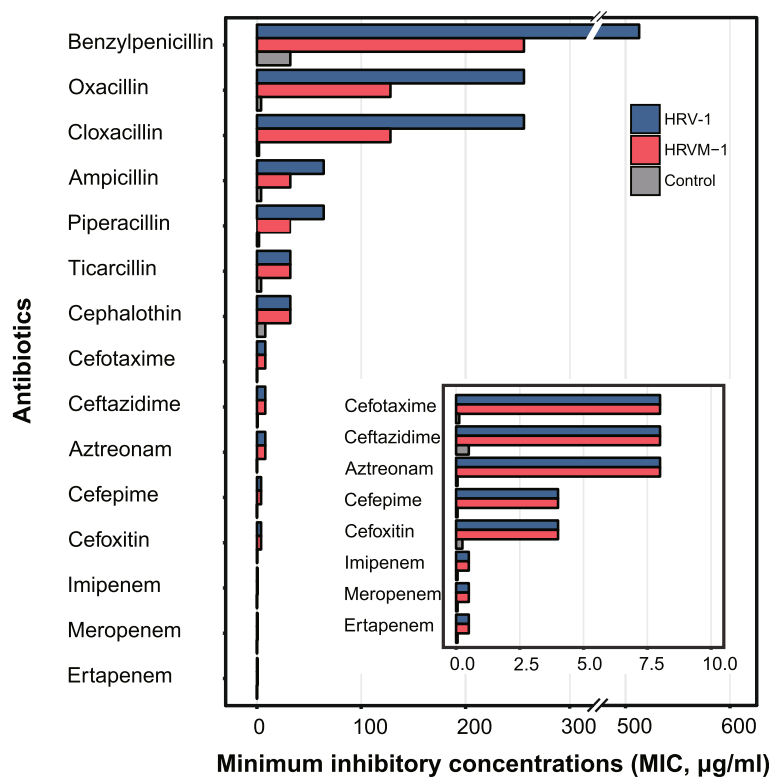 Benzylpenicillin
Oxacillin
Cloxacillin
Ampicillin
Piperacillin
Ticarcillin
Cephalothin
Cefotaxime
Ceftazidime
Aztreonam
Cefepime
Cefoxitin
Imipenem
Meropenem
Ertapenem
Antibiotics
HRV-1
HRVM−1
Control
Cefotaxime
Ceftazidime
Aztreonam
Cefepime
Cefoxitin
Imipenem
Meropenem
Ertapenem
0.0 2.5 5.0 7.5 10.0
0 100 200 300 500 600
Minimum inhibitory concentrations (MIC, μg/ml)